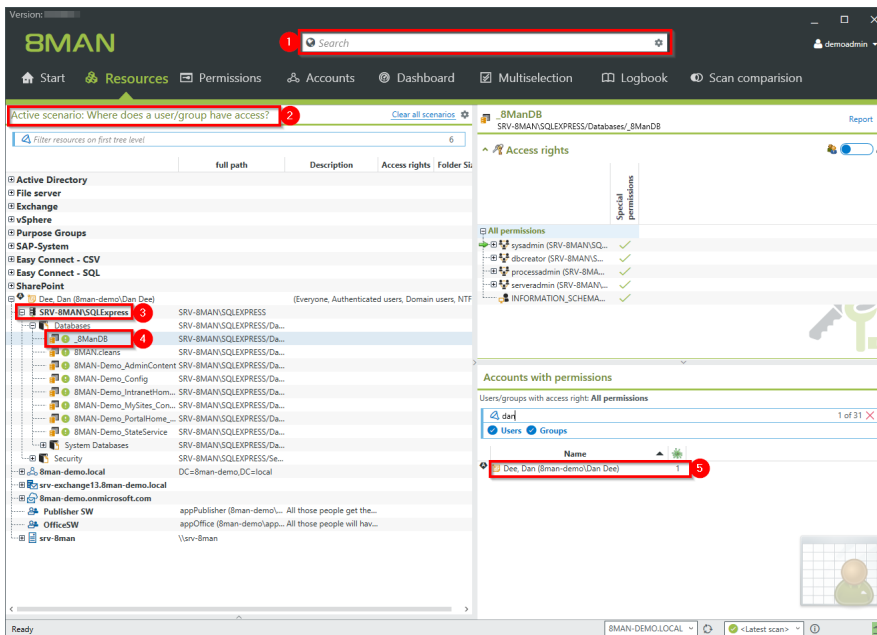 Version:
8MAN
1
Search
demoadmin
Start
Resources
Permissions
Accounts
Dashboard
Multiselection
Logbook
Scan comparision
Active scenario: Where does a user/group have access?
2
Clear all scenarios
Filter resources on first tree level
6
full path Description Access rights Folder Siz
Active Directory
File server
Exchange
vSphere
Purpose Groups
SAP-System
Easy Connect - CSV
Easy Connect - SQL
SharePoint
Dee, Dan (8man-demo\Dan Dee) (Everyone, Authenticated users, Domain users, NTF
SRV-8MAN\SQLExpress 3 SRV-8MAN\SQLEXPRESS
Databases SRV-8MAN\SQLEXPRESS/Da...
_8ManDB 4 SRV-8MAN\SQLEXPRESS/Da...
8MAN.cleans SRV-8MAN\SQLEXPRESS/Da...
8MAN-Demo_AdminContent SRV-8MAN\SQLEXPRESS/Da...
8MAN-Demo_Config SRV-8MAN\SQLEXPRESS/Da...
8MAN-Demo_IntranetHom... SRV-8MAN\SQLEXPRESS/Da...
8MAN-Demo_MySites_Con... SRV-8MAN\SQLEXPRESS/Da...
8MAN-Demo_PortalHome_... SRV-8MAN\SQLEXPRESS/Da...
8MAN-Demo_StateService SRV-8MAN\SQLEXPRESS/Da...
System Databases SRV-8MAN\SQLEXPRESS/Da...
Security SRV-8MAN\SQLEXPRESS/Se...
8man-demo.local DC=8man-demo,DC=local
srv-exchange13.8man-demo.local
8man-demo.onmicrosoft.com
Publisher SW appPublisher (8man-demo\... All those people get the...
OfficeSW appOffice (8man-demo\app... All those people will hav...
srv-8man \\srv-8man
_8ManDB
SRV-8MAN\SQLEXPRESS/Databases/_8ManDB
Report
Access rights
Special permissions
All permissions
sysadmin (SRV-8MAN\SQ...
dbcreator (SRV-8MAN\S...
processadmin (SRV-8MA...
serveradmin (SRV-8MAN\...
INFORMATION_SCHEMA...
Accounts with permissions
Users/groups with access right: All permissions
dan 1 of 31
Users Groups
Name
Dee, Dan (8man-demo\Dan Dee) 1 5
Ready
8MAN-DEMO.LOCAL
<Latest scan>